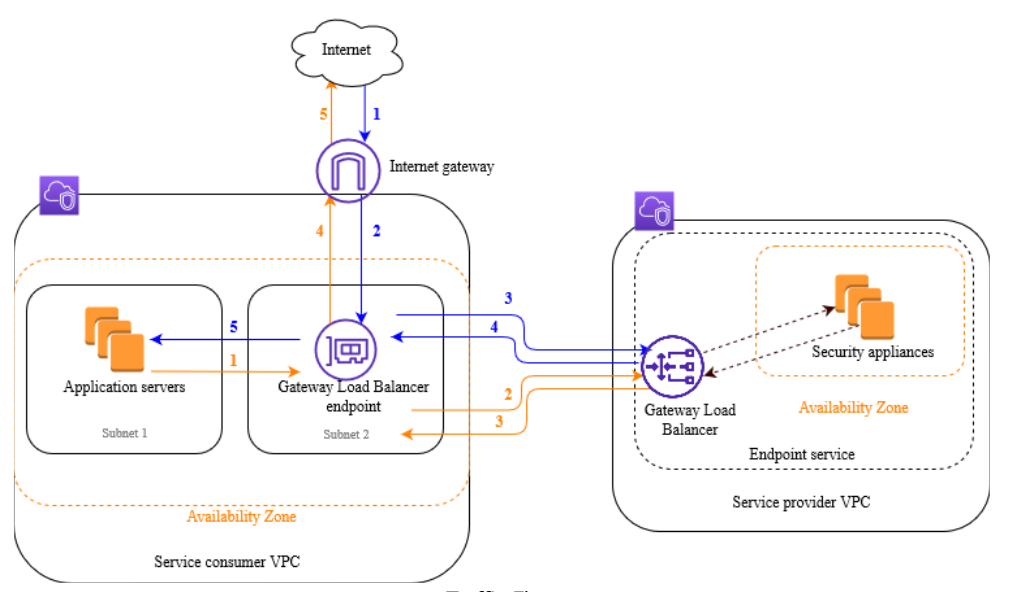 Internet
5
1
Internet gateway
4
2
3
4
5
1
2
3
Application servers
Subnet 1
Gateway Load Balancer
endpoint
Subnet 2
Availability Zone
Service consumer VPC
Security appliances
Availability Zone
Gateway Load
Balancer
Endpoint service
Service provider VPC